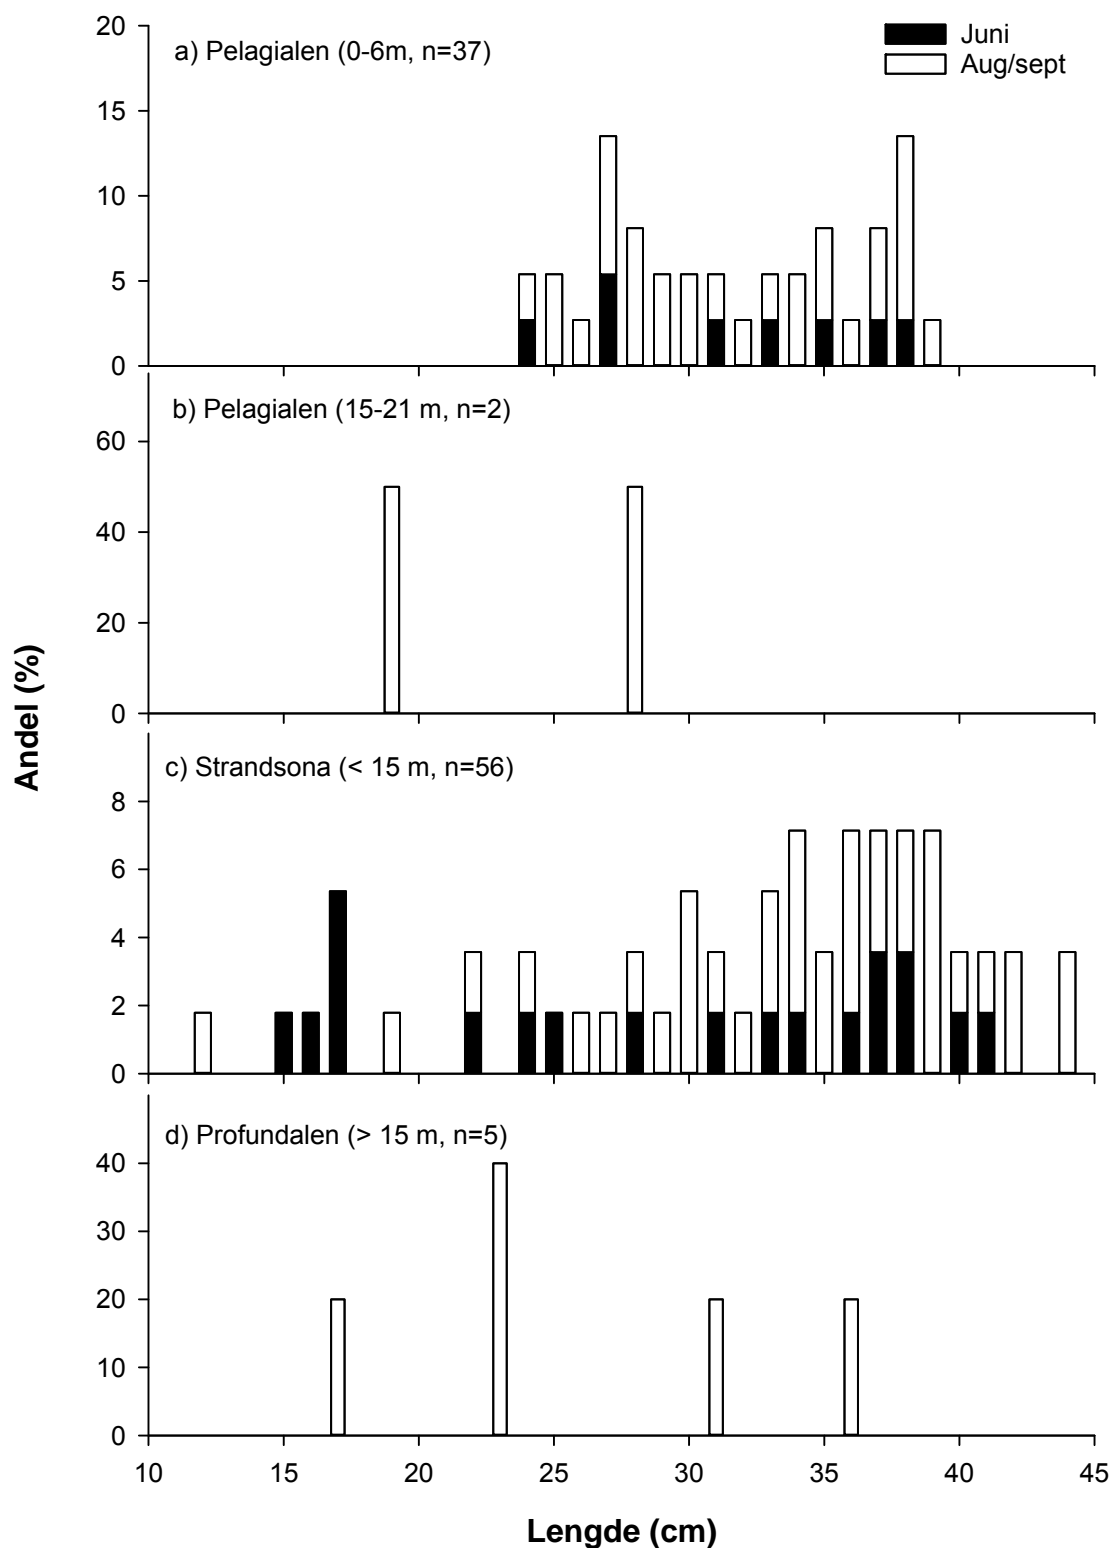 20
a) Pelagialen (0-6m, n=37)
Juni
Aug/sept
15
10
5
0
b) Pelagialen (15-21 m, n=2)
60
40
20
0
Andel (%)
c) Strandsona (< 15 m, n=56)
8
6
4
2
0
d) Profundalen (> 15 m, n=5)
40
30
20
10
0
10 15 20 25 30 35 40 45
Lengde (cm)